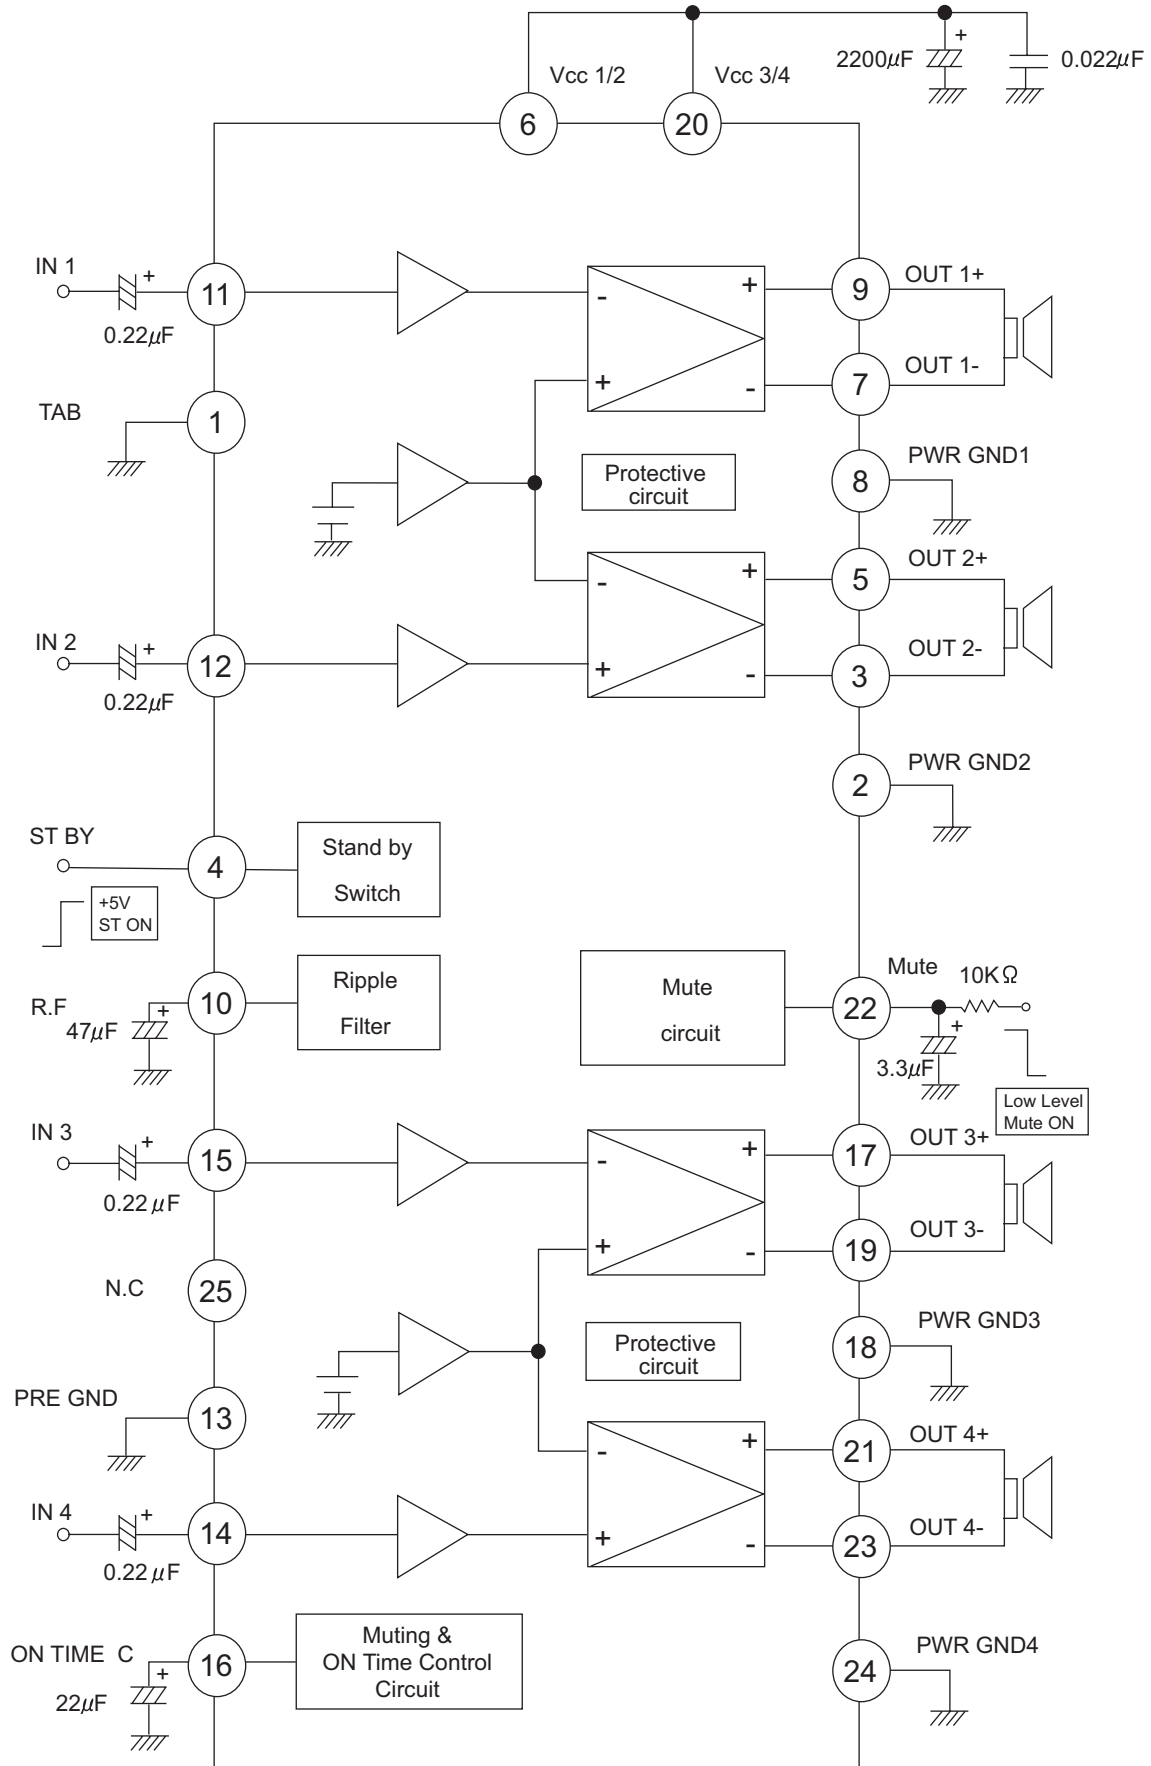 2200µF
0.022µF
+
Vcc 1/2
Vcc 3/4
6
20
IN 1
+
11
0.22µF
-
+
+
-
9
OUT 1+
7
OUT 1-
TAB
1
Protective
circuit
8
PWR GND1
IN 2
+
12
0.22µF
-
+
+
-
5
OUT 2+
3
OUT 2-
2
PWR GND2
ST BY
4
Stand by
Switch
+5V
ST ON
R.F
+
47µF
10
Ripple
Filter
Mute
circuit
22
Mute
10KΩ
+
3.3µF
Low Level
Mute ON
IN 3
+
15
0.22 µF
-
+
+
-
17
OUT 3+
19
OUT 3-
N.C
25
Protective
circuit
18
PWR GND3
PRE GND
13
IN 4
+
14
0.22 µF
-
+
+
-
21
OUT 4+
23
OUT 4-
ON TIME C
+
22µF
16
Muting &
ON Time Control
Circuit
24
PWR GND4